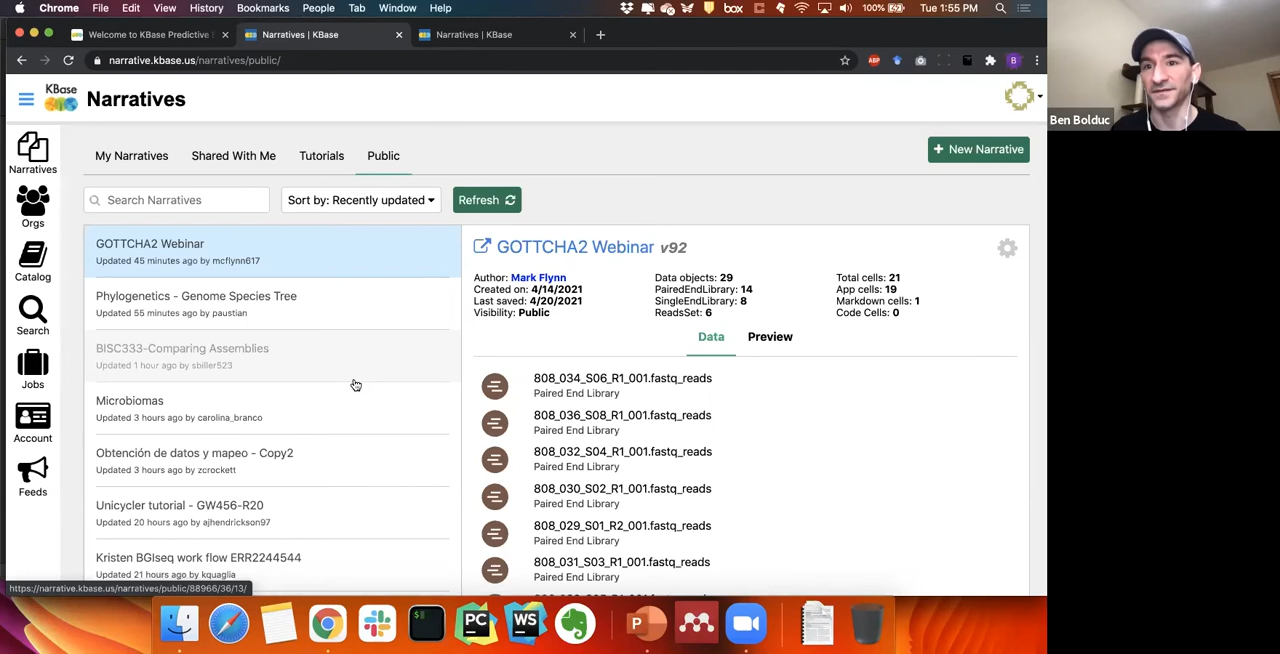 Chrome File Edit View History Bookmarks People Tab Window Help box 100% Tue 1:55 PM
Welcome to KBase Predictive B Narratives | KBase Narratives | KBase
narrative.kbase.us/narratives/public/ ABP B
KBase Narratives
My Narratives Shared With Me Tutorials Public + New Narrative
Search Narratives Sort by: Recently updated Refresh
Narratives
Orgs
Catalog
Search
Jobs
Account
Feeds
GOTTCHA2 Webinar
Updated 45 minutes ago by mcflynn617
Phylogenetics - Genome Species Tree
Updated 55 minutes ago by paustian
BISC333-Comparing Assemblies
Updated 1 hour ago by sbiller523
Microbiomas
Updated 3 hours ago by carolina_branco
Obtención de datos y mapeo - Copy2
Updated 3 hours ago by zcrockett
Unicycler tutorial - GW456-R20
Updated 20 hours ago by ajhendrickson97
Kristen BGIseq work flow ERR2244544
Updated 21 hours ago by kquaglia
https://narrative.kbase.us/narratives/public/88966/36/13/
GOTTCHA2 Webinar v92
Author: Mark Flynn Data objects: 29 Total cells: 21
Created on: 4/14/2021 PairedEndLibrary: 14 App cells: 19
Last saved: 4/20/2021 SingleEndLibrary: 8 Markdown cells: 1
Visibility: Public ReadsSet: 6 Code Cells: 0
Data Preview
808_034_S06_R1_001.fastq_reads
Paired End Library
808_036_S08_R1_001.fastq_reads
Paired End Library
808_032_S04_R1_001.fastq_reads
Paired End Library
808_030_S02_R1_001.fastq_reads
Paired End Library
808_029_S01_R2_001.fastq_reads
Paired End Library
808_031_S03_R1_001.fastq_reads
Paired End Library
PC WS P
Ben Bolduc